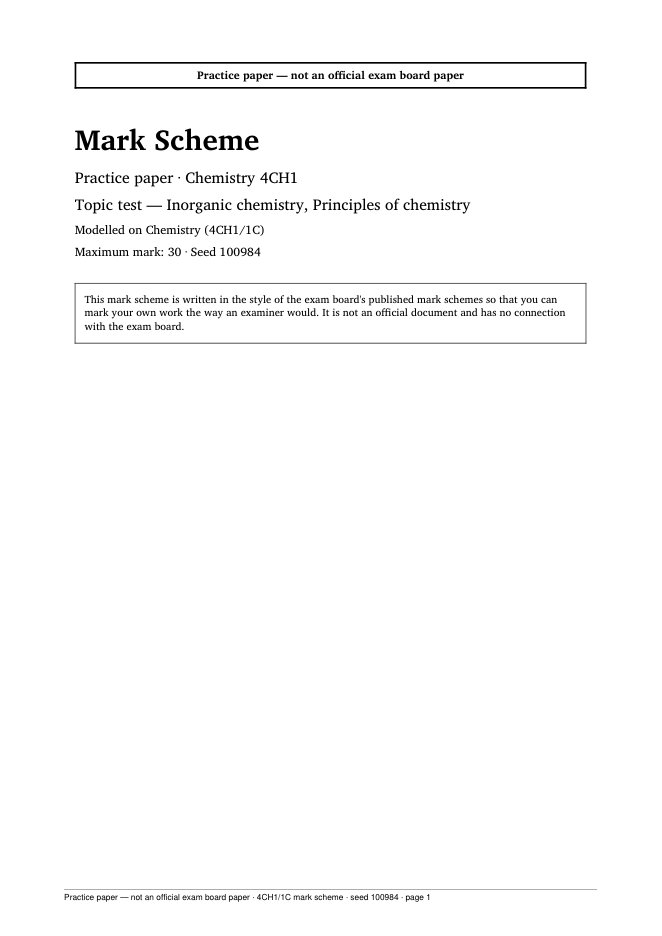 Practice paper — not an official exam board paper
Mark Scheme
Practice paper · Chemistry 4CH1
Topic test — Inorganic chemistry, Principles of chemistry
Modelled on Chemistry (4CH1/1C)
Maximum mark: 30 · Seed 100984
This mark scheme is written in the style of the exam board's published mark schemes so that you can
mark your own work the way an examiner would. It is not an official document and has no connection
with the exam board.
Practice paper — not an official exam board paper · 4CH1/1C mark scheme · seed 100984 · page 1